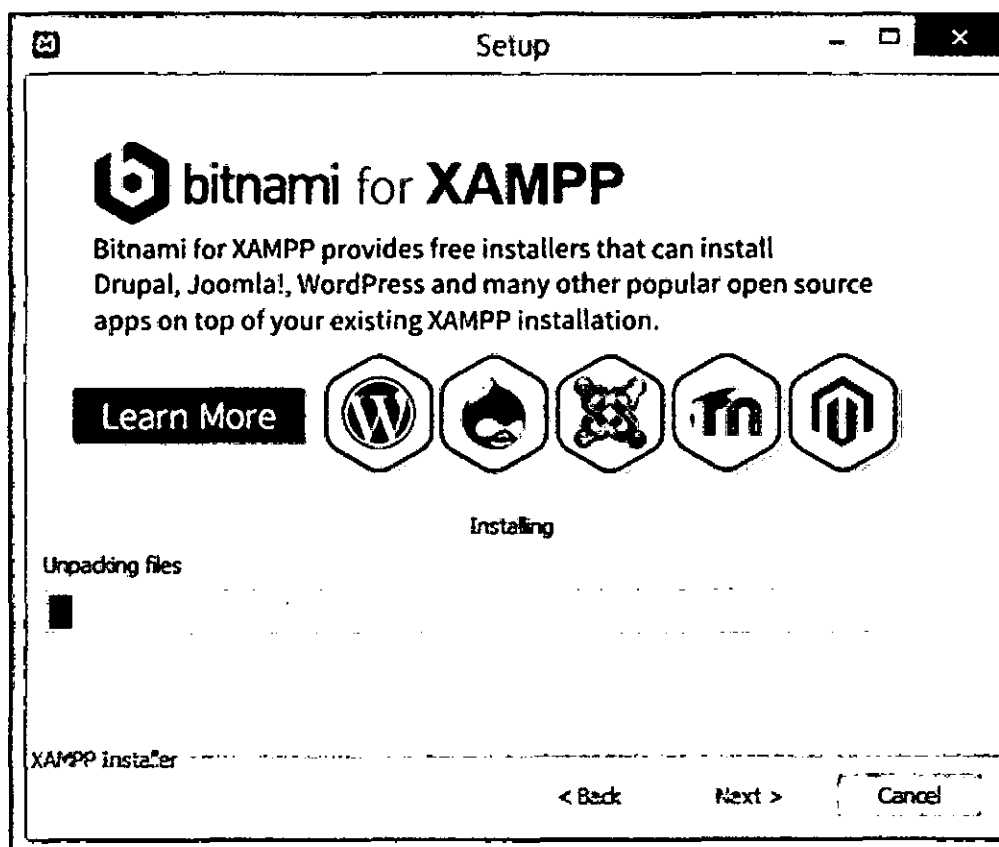 Setup
bitnami for XAMPP
Bitnami for XAMPP provides free installers that can install
Drupal, Joomla!, WordPress and many other popular open source
apps on top of your existing XAMPP installation.
Learn More
Installing
Unpacking files
XAMPP Installer
< Back Next > Cancel